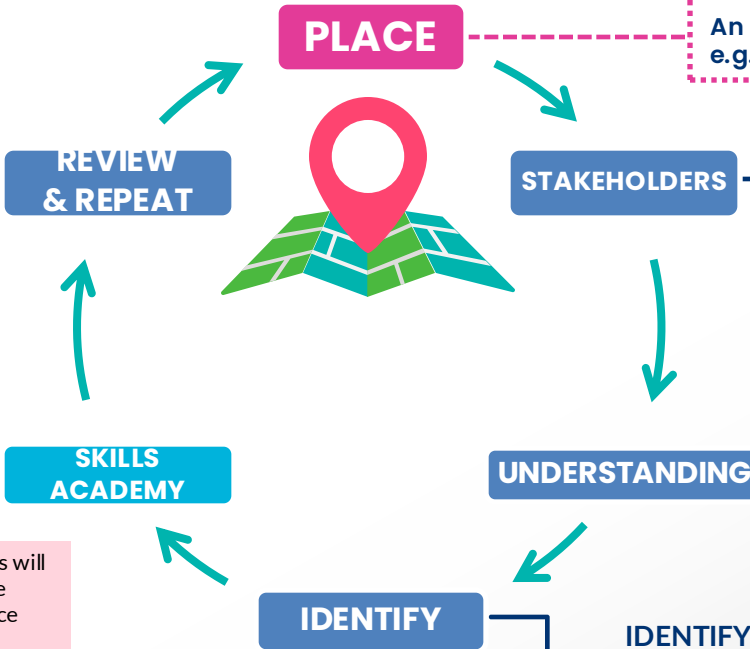 PLACE
An
e.g.
REVIEW
& REPEAT
STAKEHOLDERS
SKILLS
ACADEMY
UNDERSTANDING
s will
e
ce
IDENTIFY
IDENTIFY